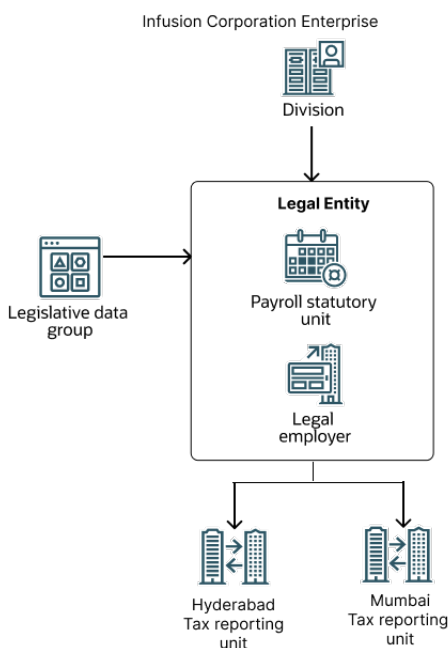 Infusion Corporation Enterprise
Division
Legal Entity
Payroll statutory
unit
Legislative data
group
Legal
employer
Hyderabad
Tax reporting
unit
Mumbai
Tax reporting
unit